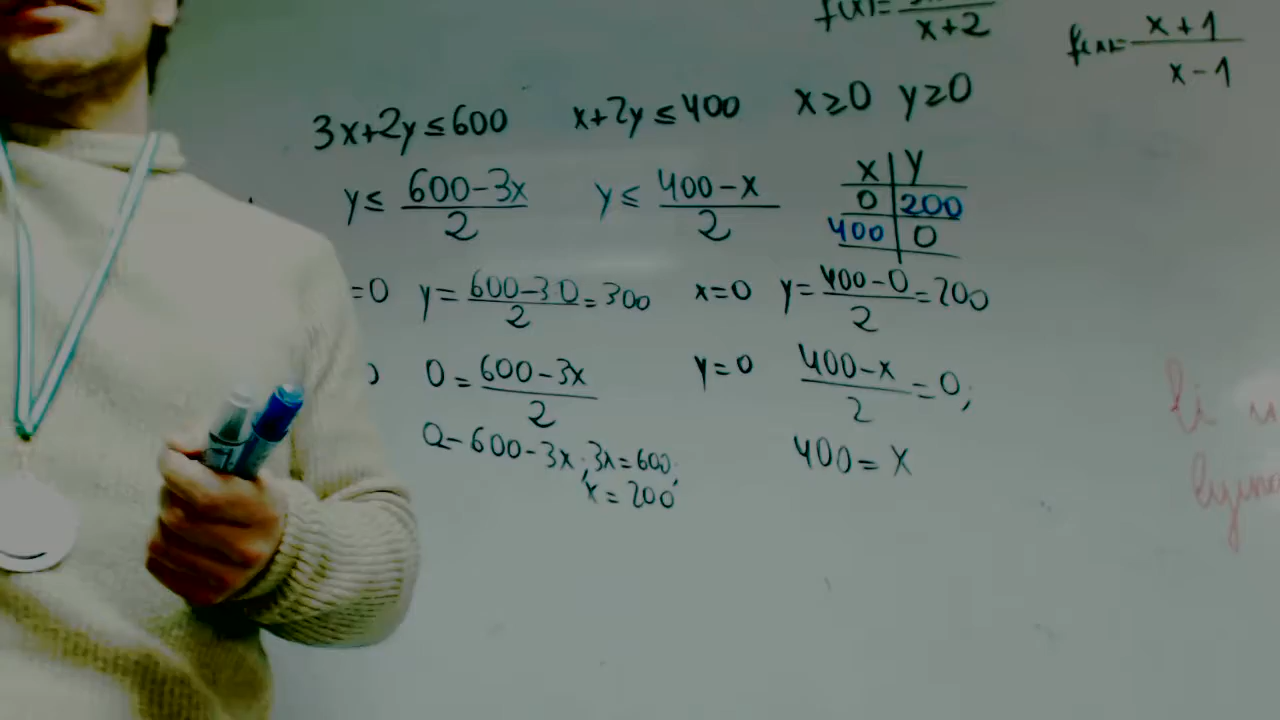 f(x)= x+2
f(x)= x+1 / x-1
3x+2y≤600 x+2y≤400 x≥0 y≥0
y≤ 600-3x / 2 y≤ 400-x / 2
x | y
0 | 200
400 | 0
=0 y= 600-30 / 2 =300 x=0 y= 400-0 / 2 =200
0= 600-3x / 2 y=0 400-x / 2 =0;
0=600-3x; 3x=600; 400=x
x=200